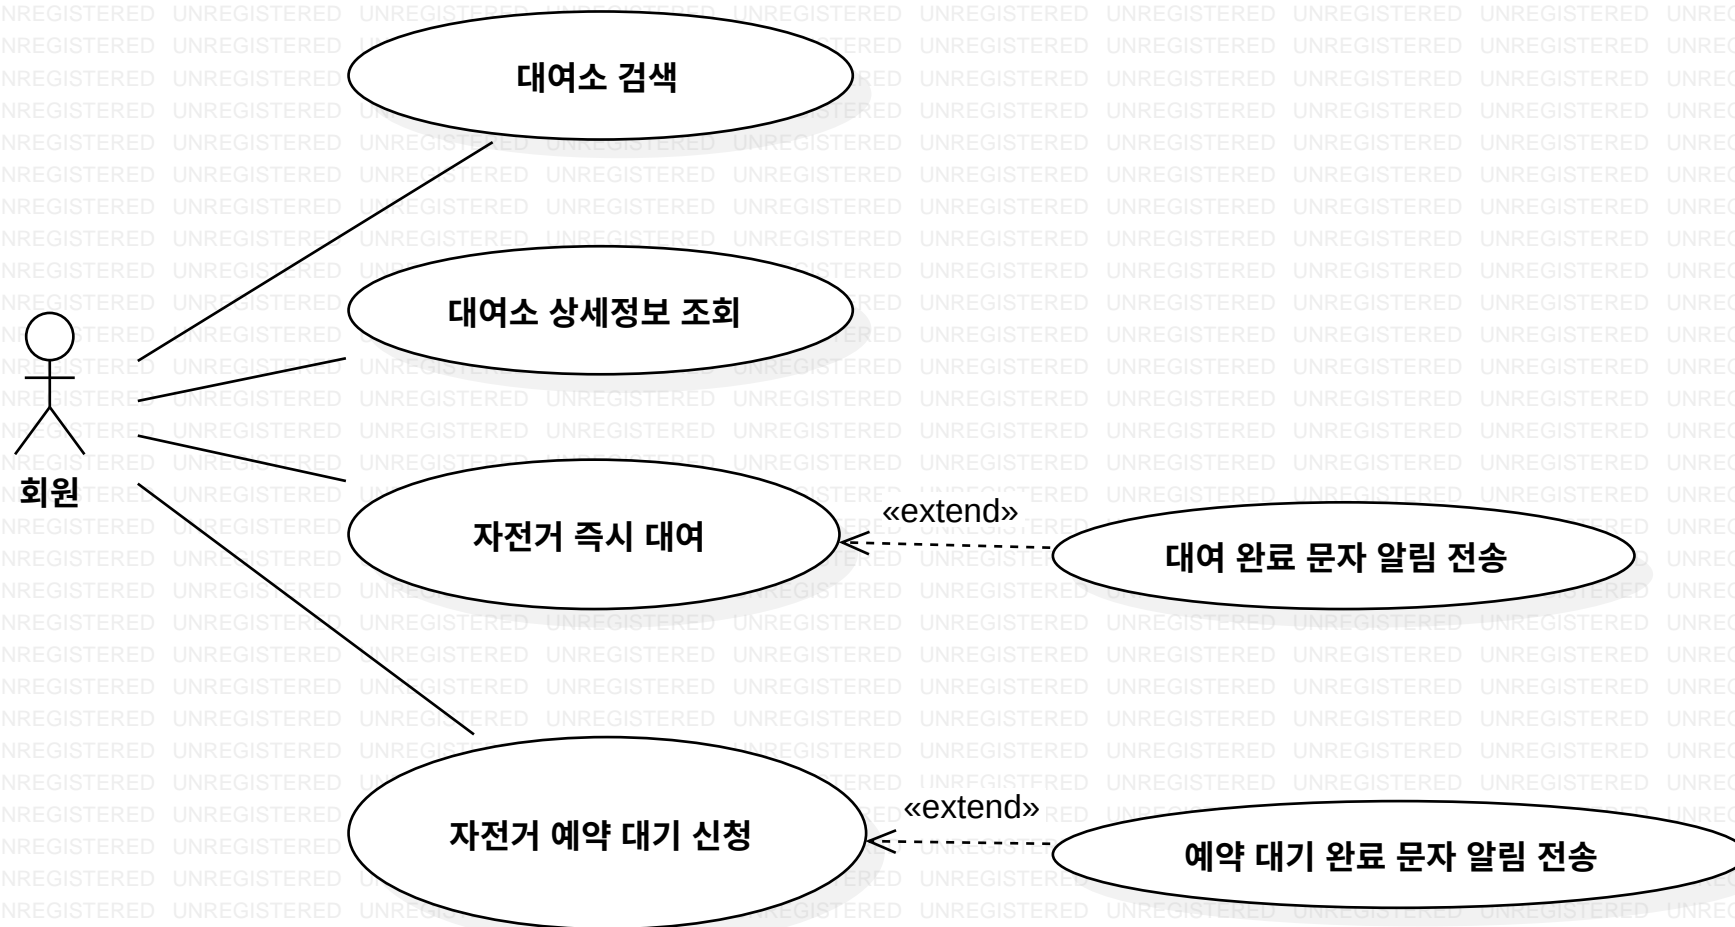 대여소 검색
대여소 상세정보 조회
회원
«extend»
자전거 즉시 대여
대여 완료 문자 알림 전송
«extend»
자전거 예약 대기 신청
예약 대기 완료 문자 알림 전송
UNREGISTERED